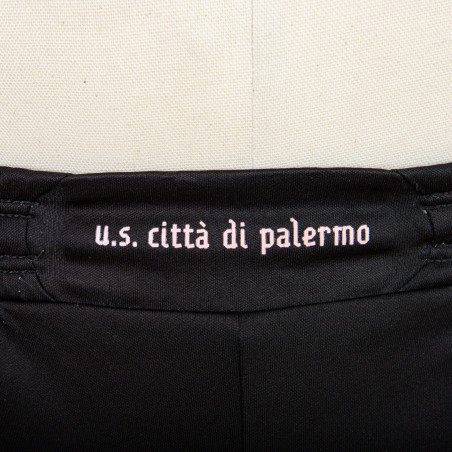 u.s. città di palermo